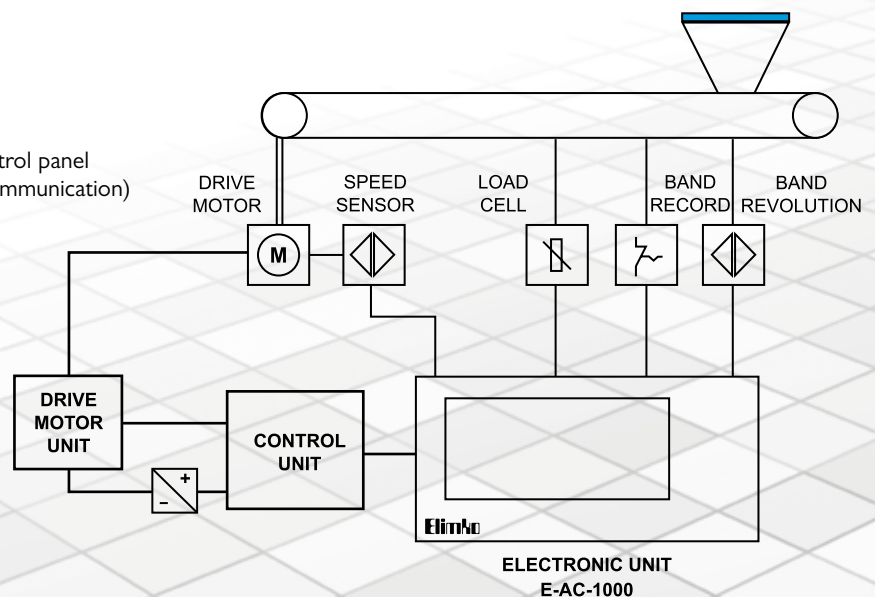 trol panel
mmunication)
DRIVE
MOTOR
SPEED
SENSOR
LOAD
CELL
BAND
RECORD
BAND
REVOLUTION
M
DRIVE
MOTOR
UNIT
CONTROL
UNIT
+
–
Elimko
ELECTRONIC UNIT
E-AC-1000